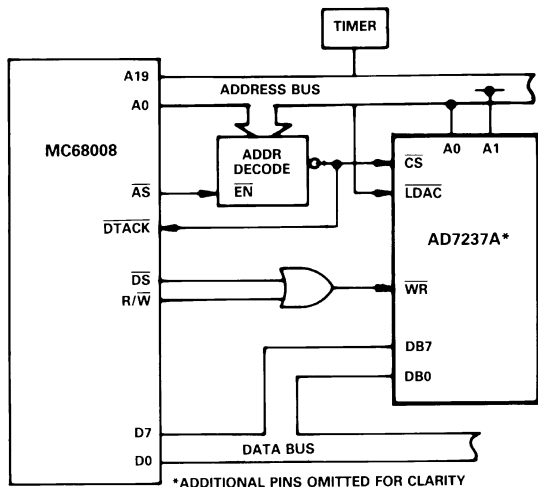 TIMER
A19
ADDRESS BUS
A0
A0 A1
MC68008
ADDR
DECODE
EN
CS
AS
LDAC
DTACK
AD7237A*
DS
R/W
WR
DB7
DB0
D7
DATA BUS
D0
*ADDITIONAL PINS OMITTED FOR CLARITY